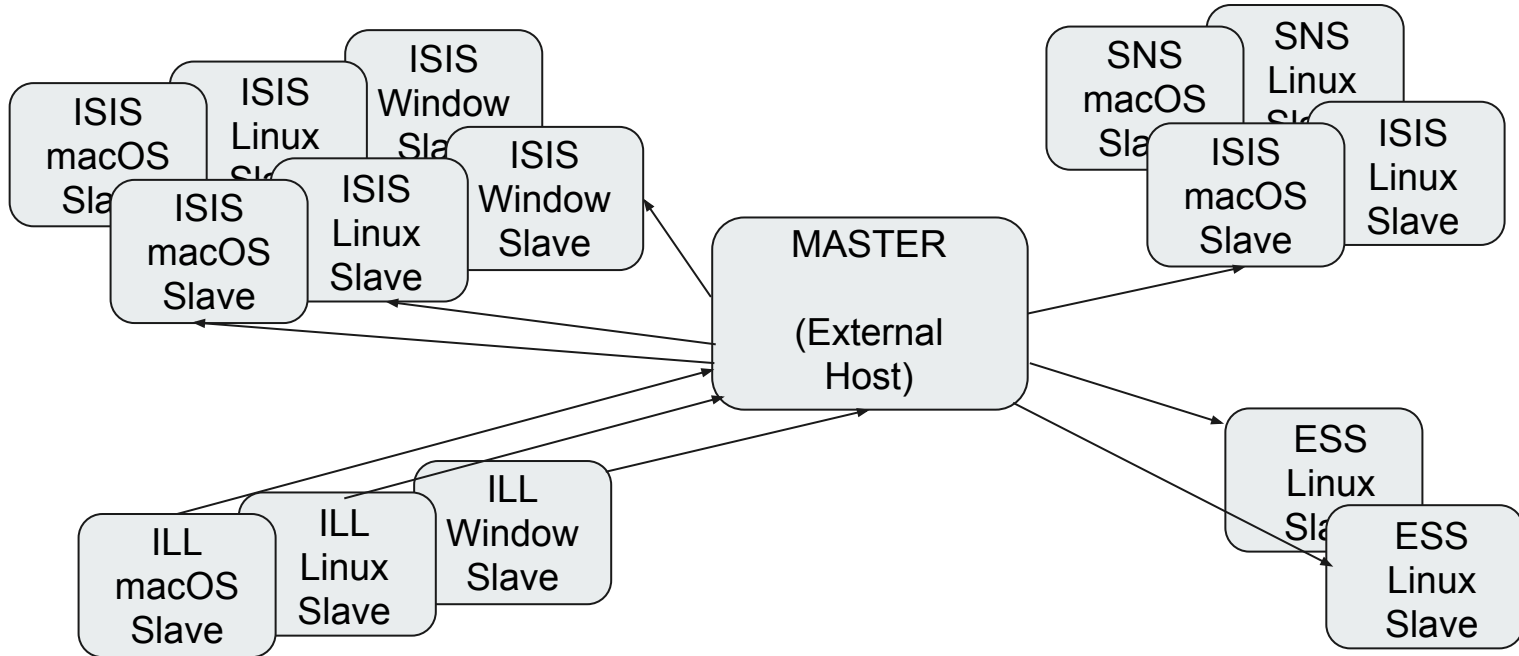 ISIS
Window
ISIS
Linux
ISIS
macOS
ISIS
Window
Slave
ISIS
Linux
Slave
ISIS
macOS
Slave
SNS
Linux
SNS
macOS
ISIS
Linux
Slave
ISIS
macOS
Slave
MASTER
(External
Host)
ILL
Window
Slave
ILL
Linux
Slave
ILL
macOS
Slave
ESS
Linux
ESS
Linux
Slave